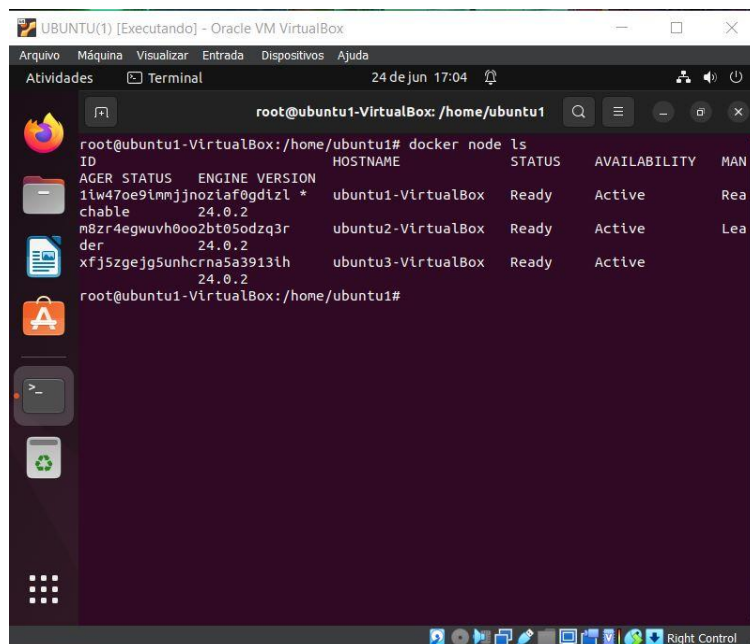 UBUNTU(1) [Executando] - Oracle VM VirtualBox
Arquivo Máquina Visualizar Entrada Dispositivos Ajuda
Atividades Terminal 24 de jun 17:04
root@ubuntu1-VirtualBox: /home/ubuntu1
root@ubuntu1-VirtualBox:/home/ubuntu1# docker node ls
ID HOSTNAME STATUS AVAILABILITY MAN
AGER STATUS ENGINE VERSION
1iw47oe9immjjnoziaf0gdizl * ubuntu1-VirtualBox Ready Active Rea
chable 24.0.2
m8zr4egwuvh0oo2bt05odzq3r ubuntu2-VirtualBox Ready Active Lea
der 24.0.2
xfj5zgejg5unhcrna5a3913ih ubuntu3-VirtualBox Ready Active
24.0.2
root@ubuntu1-VirtualBox:/home/ubuntu1#
Right Control